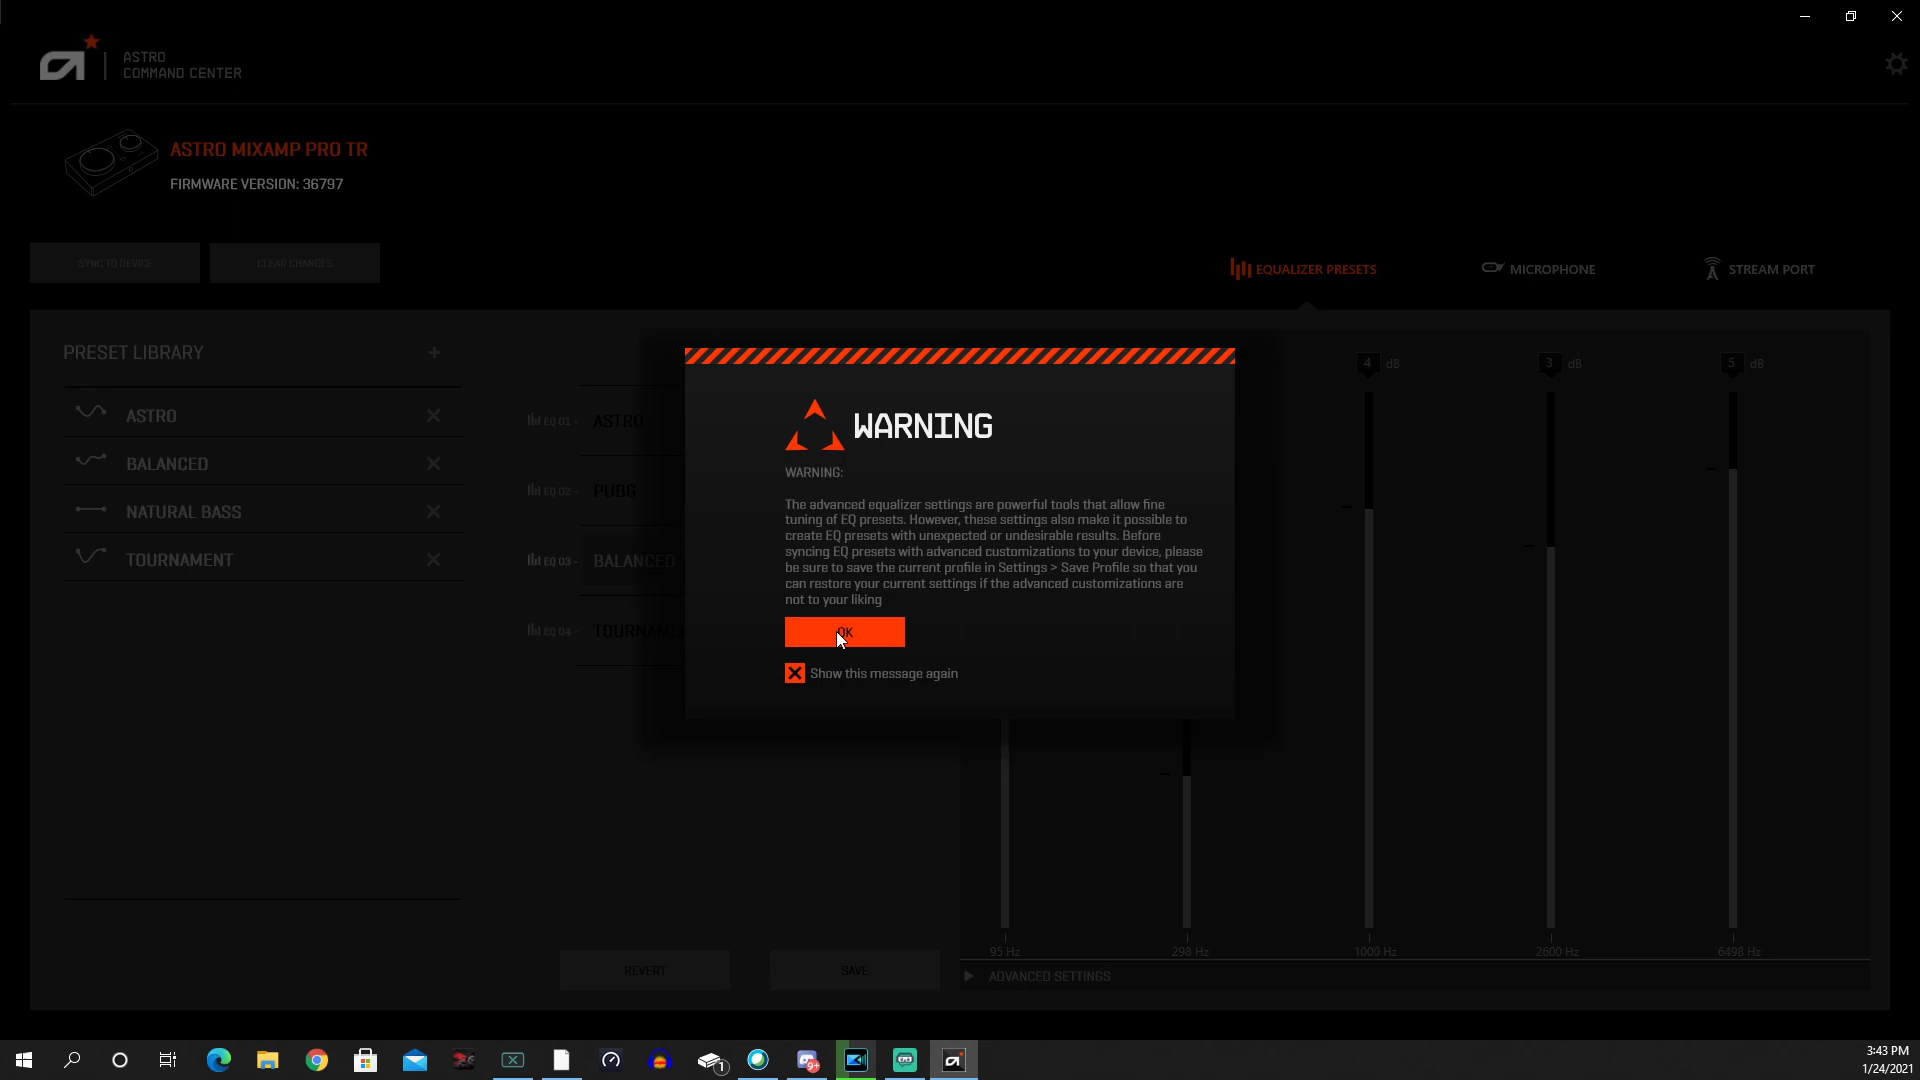 ASTRO
COMMAND CENTER
ASTRO MIXAMP PRO TR
FIRMWARE VERSION: 36797
SYNC TO DEVICE
CLEAR CHANGES
EQUALIZER PRESETS
MICROPHONE
STREAM PORT
PRESET LIBRARY +
ASTRO
BALANCED
NATURAL BASS
TOURNAMENT
EQ 01 - ASTRO
EQ 02 - PUBG
EQ 03 - BALANCED
EQ 04 - TOURNAME
4 dB
3 dB
5 dB
WARNING
WARNING:
The advanced equalizer settings are powerful tools that allow fine
tuning of EQ presets. However, these settings also make it possible to
create EQ presets with unexpected or undesirable results. Before
syncing EQ presets with advanced customizations to your device, please
be sure to save the current profile in Settings > Save Profile so that you
can restore your current settings if the advanced customizations are
not to your liking
OK
Show this message again
95 Hz
298 Hz
1000 Hz
2600 Hz
6498 Hz
REVERT
SAVE
ADVANCED SETTINGS
1
9+
3:43 PM
1/24/2021